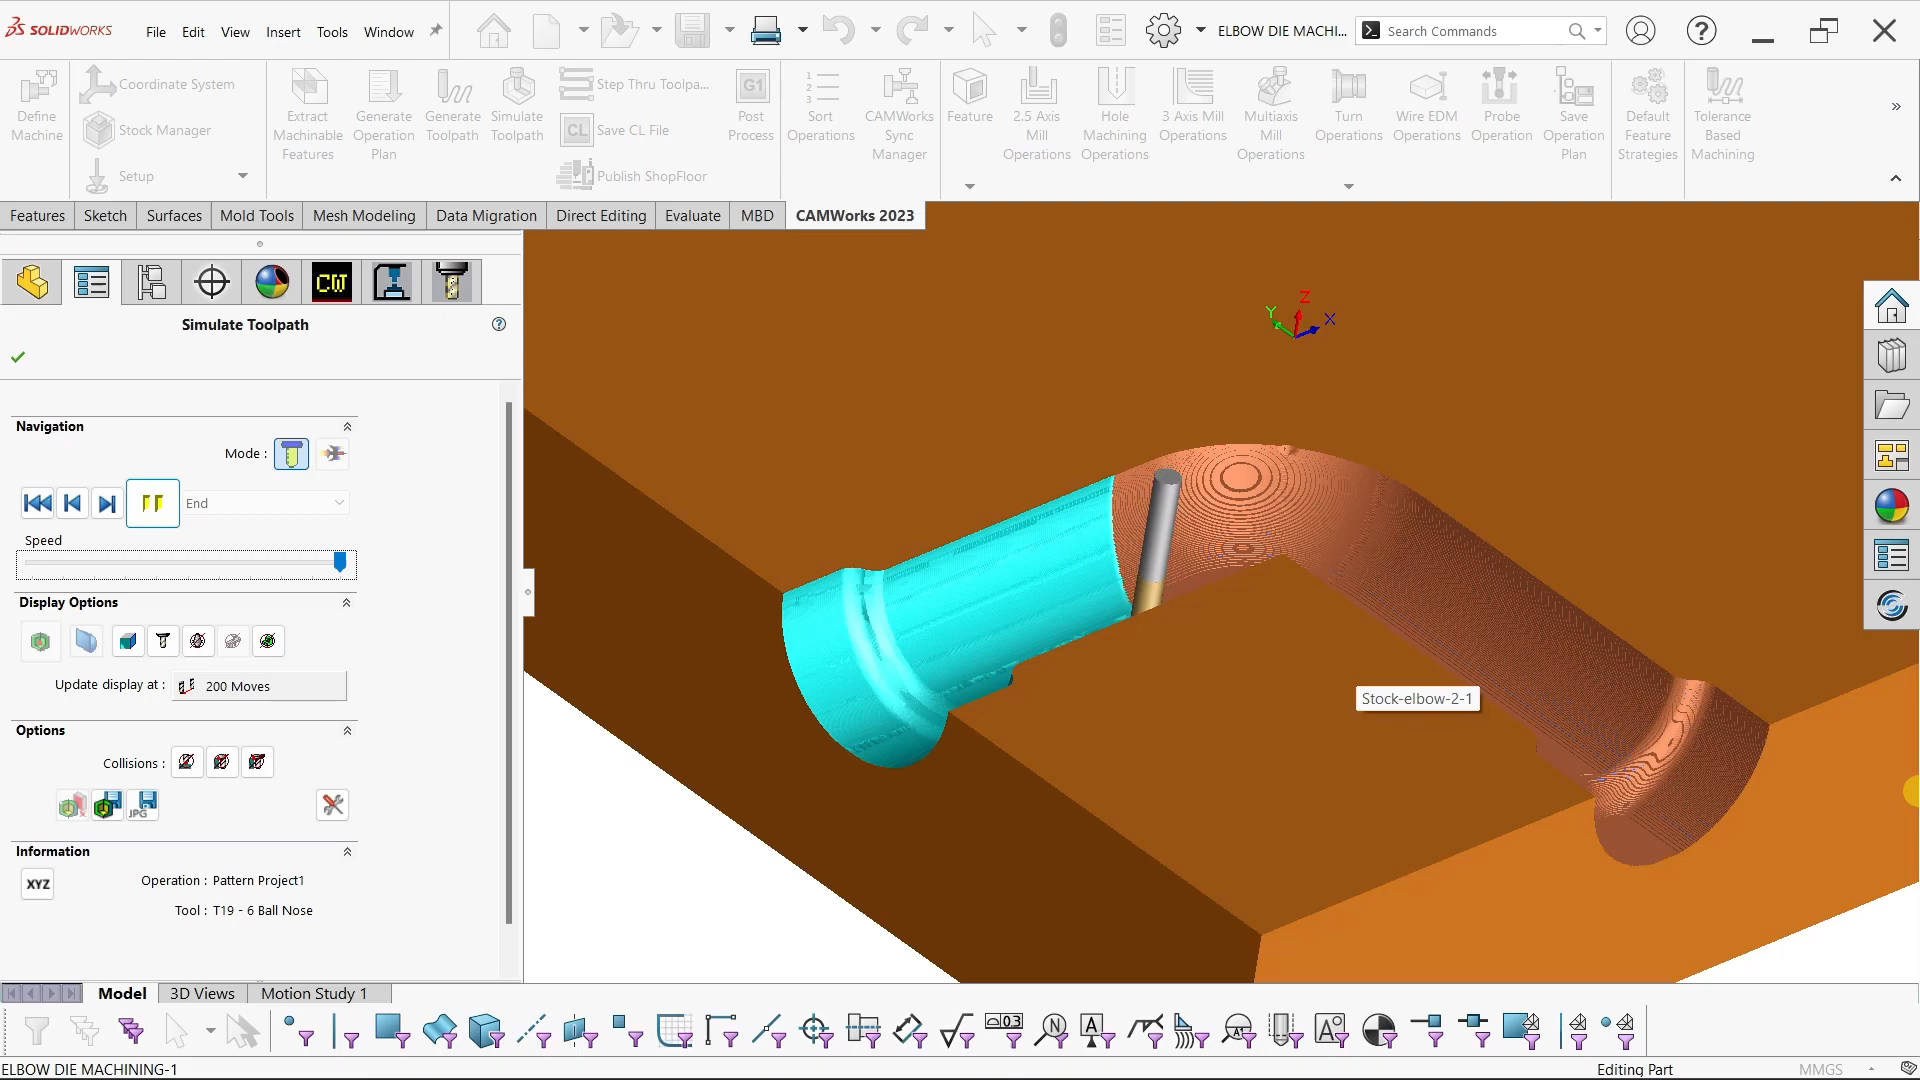 SOLIDWORKS
File Edit View Insert Tools Window
ELBOW DIE MACHI...
Search Commands
Define
Machine
Coordinate System
Stock Manager
Setup
Extract
Machinable
Features
Generate
Operation
Plan
Generate
Toolpath
Simulate
Toolpath
Step Thru Toolpa...
CL Save CL File
Publish ShopFloor
G1
Post
Process
Sort
Operations
CAMWorks
Sync
Manager
Feature
2.5 Axis
Mill
Operations
Hole
Machining
Operations
3 Axis Mill
Operations
Multiaxis
Mill
Operations
Turn
Operations
Wire EDM
Operations
Probe
Operation
Save
Operation
Plan
Default
Feature
Strategies
Tolerance
Based
Machining
Features Sketch Surfaces Mold Tools Mesh Modeling Data Migration Direct Editing Evaluate MBD CAMWorks 2023
CW
Simulate Toolpath
Navigation
Mode :
End
Speed
Display Options
Update display at : 200 Moves
Options
Collisions :
JPG
Information
XYZ
Operation : Pattern Project1
Tool : T19 - 6 Ball Nose
Z
Y
X
Stock-elbow-2-1
Model 3D Views Motion Study 1
ELBOW DIE MACHINING-1
Editing Part
MMGS